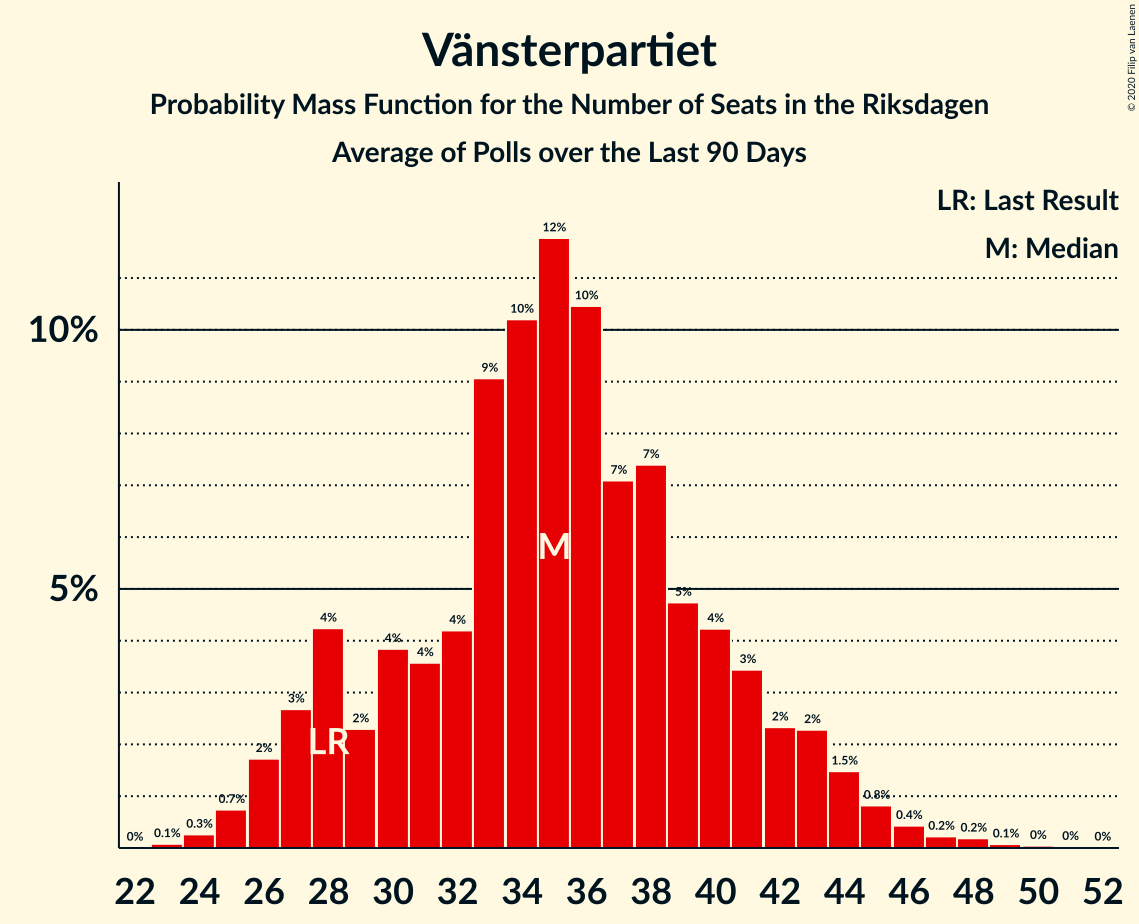 © 2020 Filip van Laenen
Vänsterpartiet
Probability Mass Function for the Number of Seats in the Riksdagen
Average of Polls over the Last 90 Days
LR: Last Result
M: Median
10%
5%
0% 0.1% 0.3% 0.7% 2% 3% 4% 2% 4% 4% 4% 9% 10% 12% 10% 7% 7% 5% 4% 3% 2% 2% 1.5% 0.8% 0.4% 0.2% 0.2% 0.1% 0% 0% 0%
M
LR
22 24 26 28 30 32 34 36 38 40 42 44 46 48 50 52